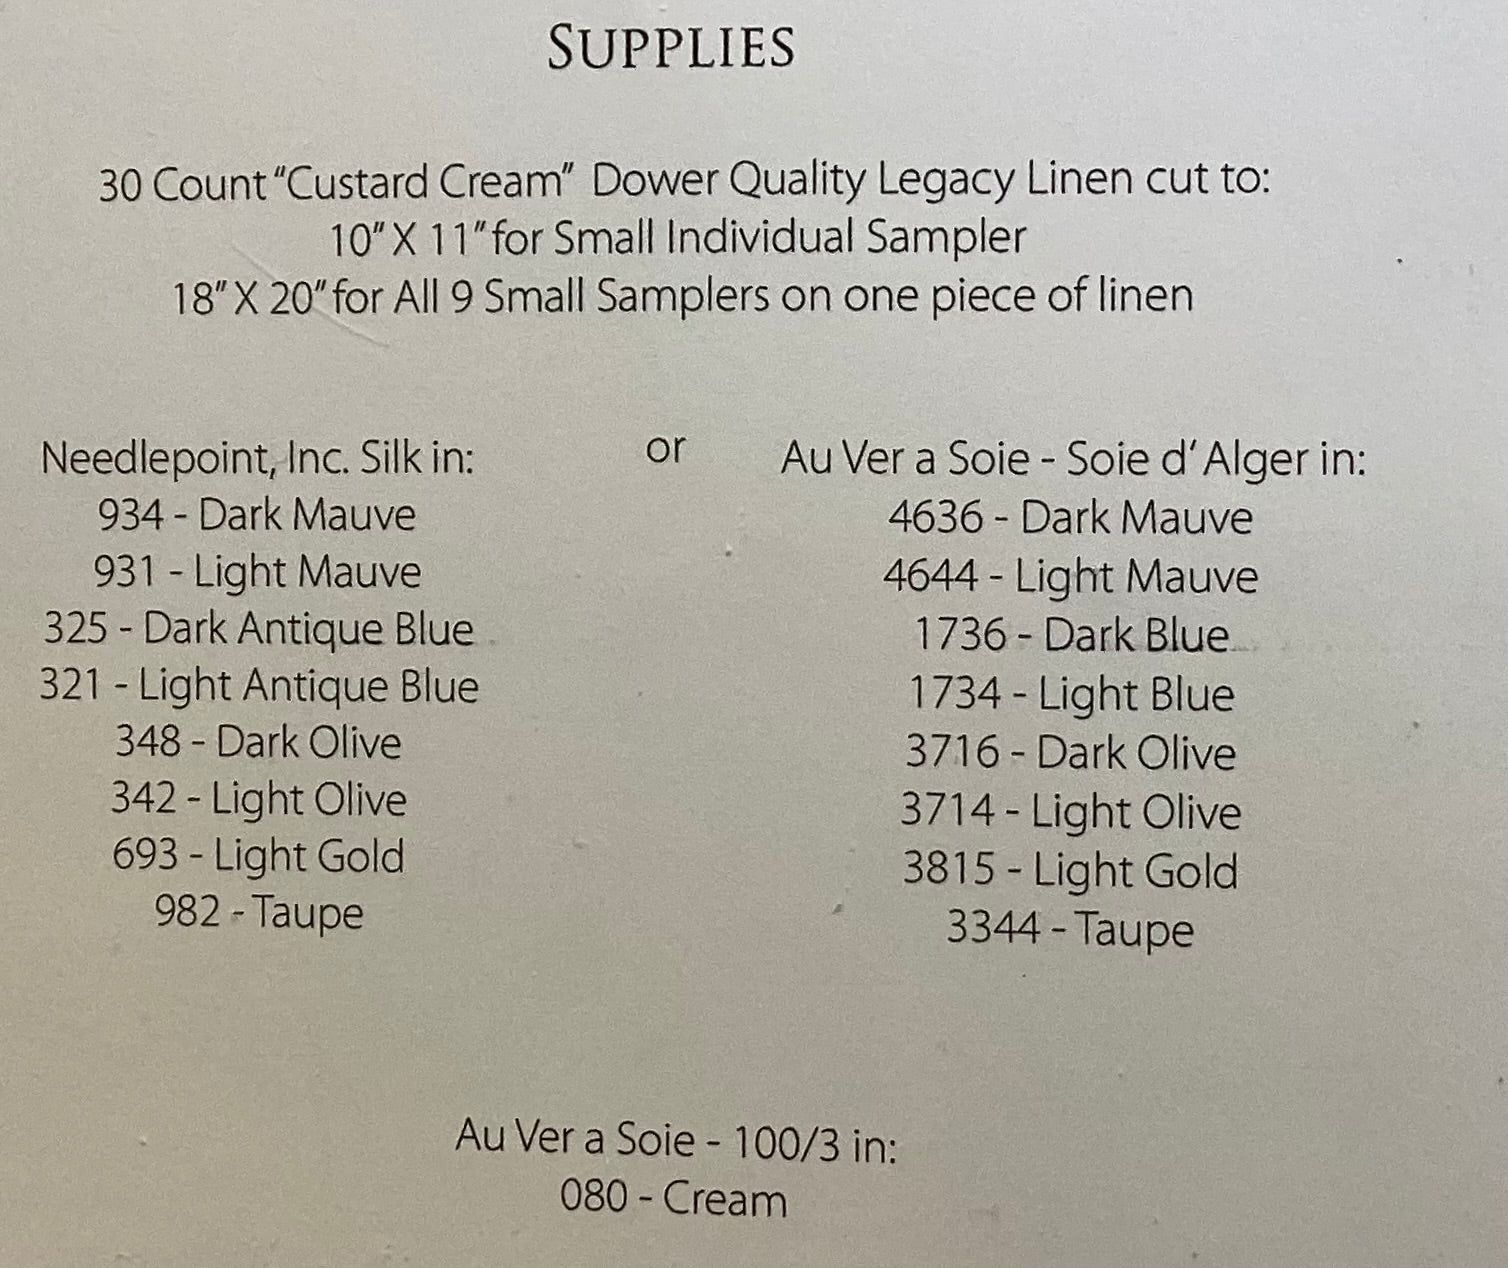 SUPPLIES
30 Count "Custard Cream" Dower Quality Legacy Linen cut to:
10" X 11" for Small Individual Sampler
18" X 20" for All 9 Small Samplers on one piece of linen
Needlepoint, Inc. Silk in:
934 - Dark Mauve
931 - Light Mauve
325 - Dark Antique Blue
321 - Light Antique Blue
348 - Dark Olive
342 - Light Olive
693 - Light Gold
982 - Taupe
or
Au Ver a Soie - Soie d' Alger in:
4636 - Dark Mauve
4644 - Light Mauve
1736 - Dark Blue
1734 - Light Blue
3716 - Dark Olive
3714 - Light Olive
3815 - Light Gold
3344 - Taupe
Au Ver a Soie - 100/3 in:
080 - Cream